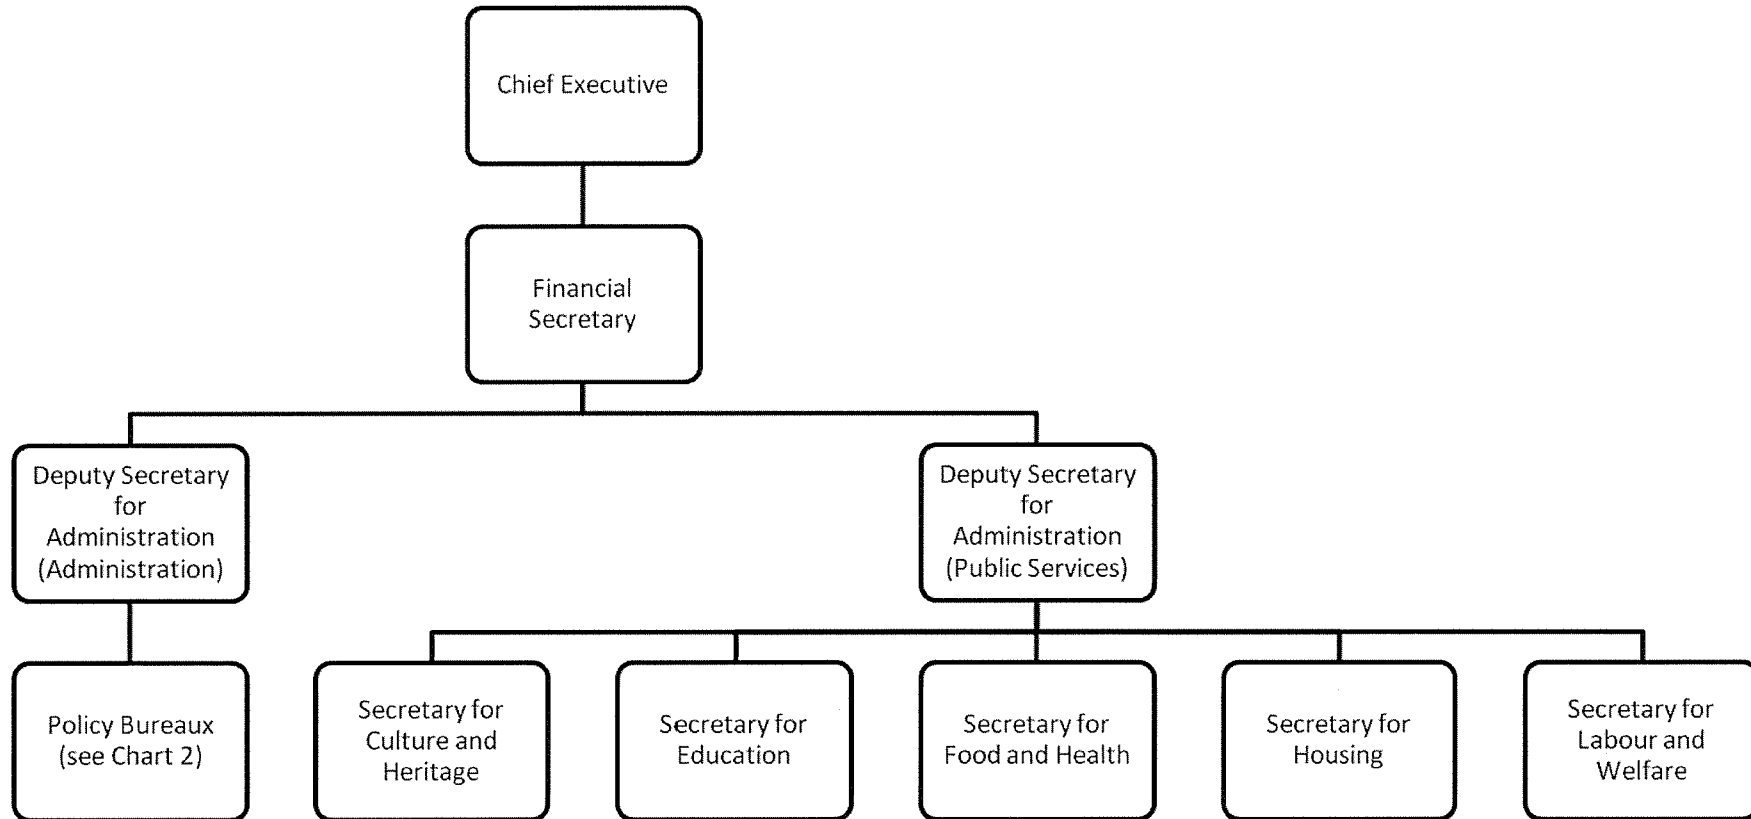 Chief Executive
Financial
Secretary
Deputy Secretary
for
Administration
(Administration)
Deputy Secretary
for
Administration
(Public Services)
Policy Bureaux
(see Chart 2)
Secretary for
Culture and
Heritage
Secretary for
Education
Secretary for
Food and Health
Secretary for
Housing
Secretary for
Labour and
Welfare